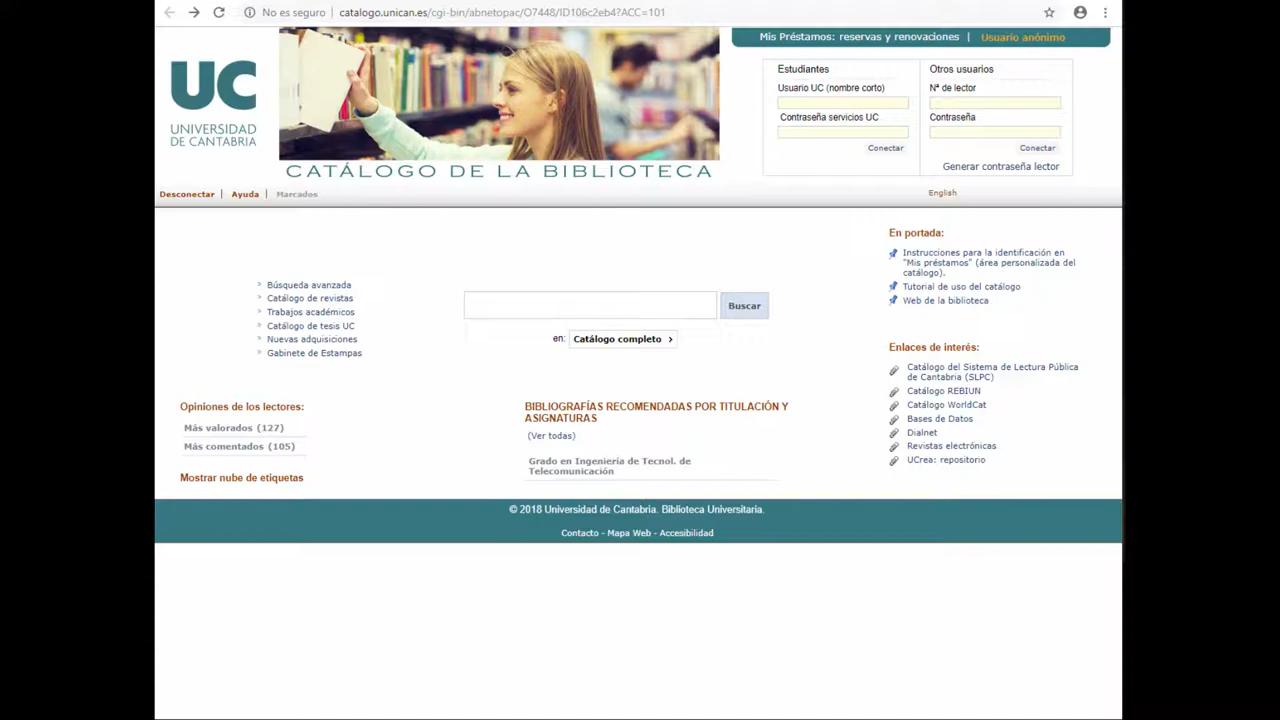 No es seguro | catalogo.unican.es/cgi-bin/abnetopac/O7448/ID106c2eb4?ACC=101
Mis Préstamos: reservas y renovaciones | Usuario anónimo
UC
UNIVERSIDAD
DE CANTABRIA
CATÁLOGO DE LA BIBLIOTECA
Estudiantes
Usuario UC (nombre corto)
Contraseña servicios UC
Conectar
Otros usuarios
Nª de lector
Contraseña
Conectar
Generar contraseña lector
Desconectar | Ayuda | Marcados
English
Búsqueda avanzada
Catálogo de revistas
Trabajos académicos
Catálogo de tesis UC
Nuevas adquisiciones
Gabinete de Estampas
Buscar
en: Catálogo completo ›
En portada:
Instrucciones para la identificación en
"Mis préstamos" (área personalizada del
catálogo).
Tutorial de uso del catálogo
Web de la biblioteca
Enlaces de interés:
Catálogo del Sistema de Lectura Pública
de Cantabria (SLPC)
Catálogo REBIUN
Catálogo WorldCat
Bases de Datos
Dialnet
Revistas electrónicas
UCrea: repositorio
Opiniones de los lectores:
Más valorados (127)
Más comentados (105)
Mostrar nube de etiquetas
BIBLIOGRAFÍAS RECOMENDADAS POR TITULACIÓN Y
ASIGNATURAS
(Ver todas)
Grado en Ingeniería de Tecnol. de
Telecomunicación
© 2018 Universidad de Cantabria. Biblioteca Universitaria.
Contacto - Mapa Web - Accesibilidad